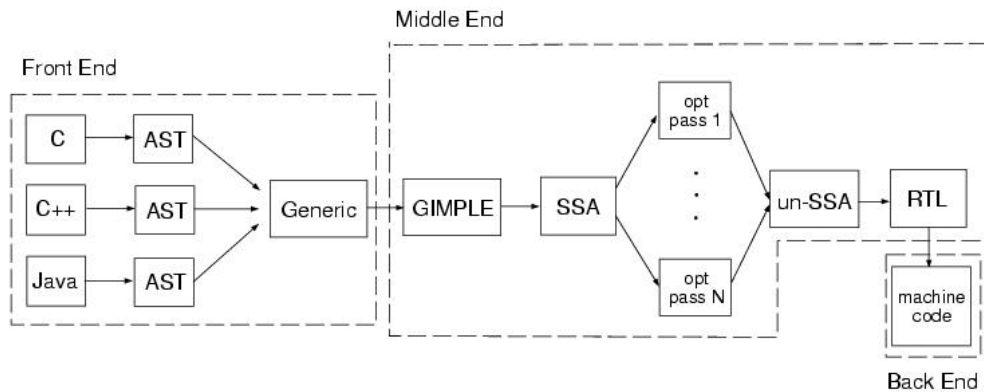 Middle End
Front End
C
AST
C++
AST
Java
AST
Generic
GIMPLE
SSA
opt
pass 1
opt
pass N
un-SSA
RTL
machine
code
Back End